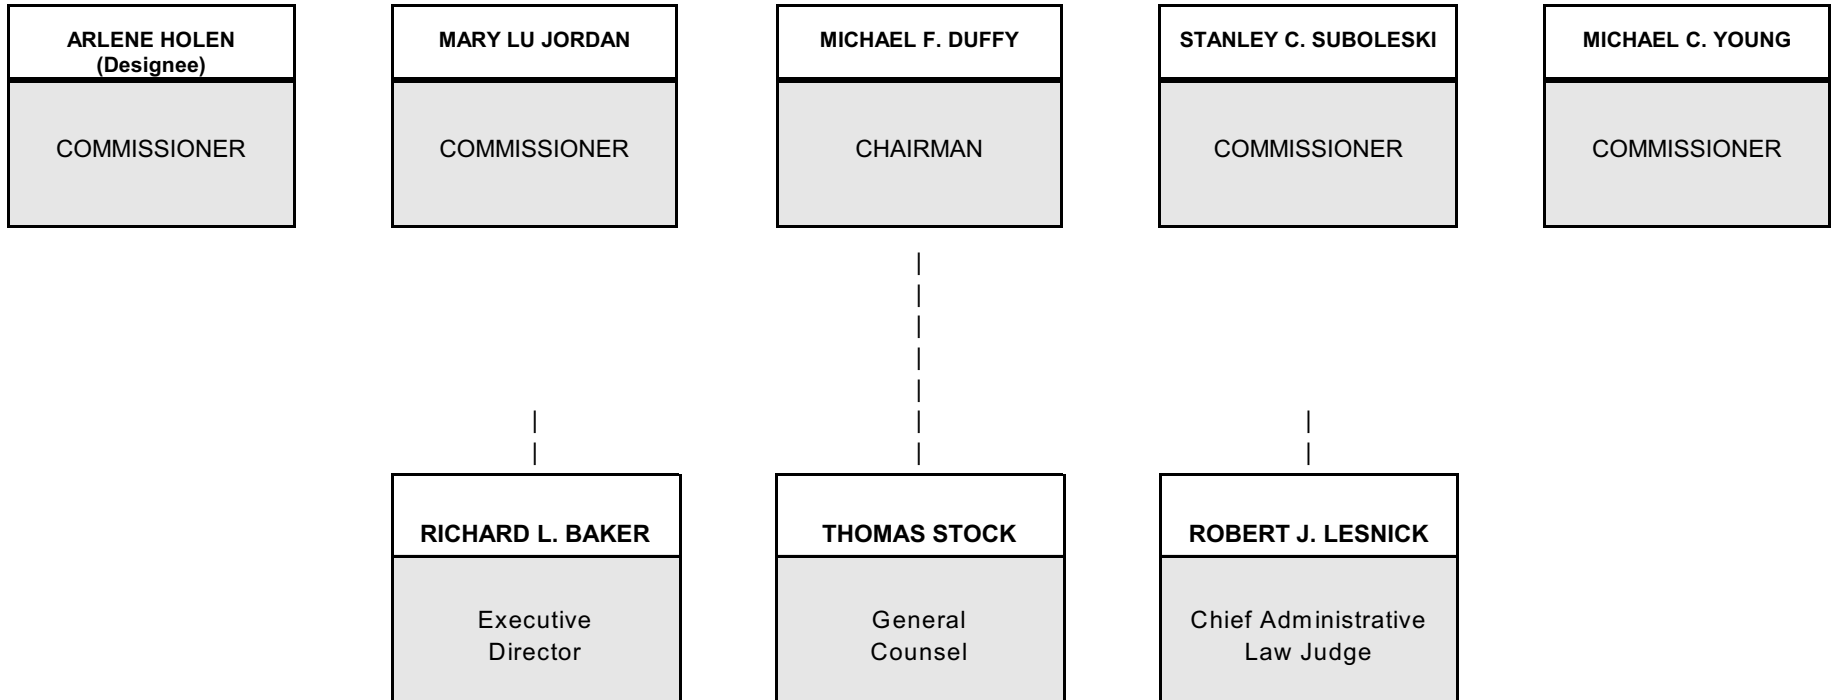 ARLENE HOLEN
(Designee)
COMMISSIONER
MARY LU JORDAN
COMMISSIONER
MICHAEL F. DUFFY
CHAIRMAN
STANLEY C. SUBOLESKI
COMMISSIONER
MICHAEL C. YOUNG
COMMISSIONER
RICHARD L. BAKER
Executive
Director
THOMAS STOCK
General
Counsel
ROBERT J. LESNICK
Chief Administrative
Law Judge